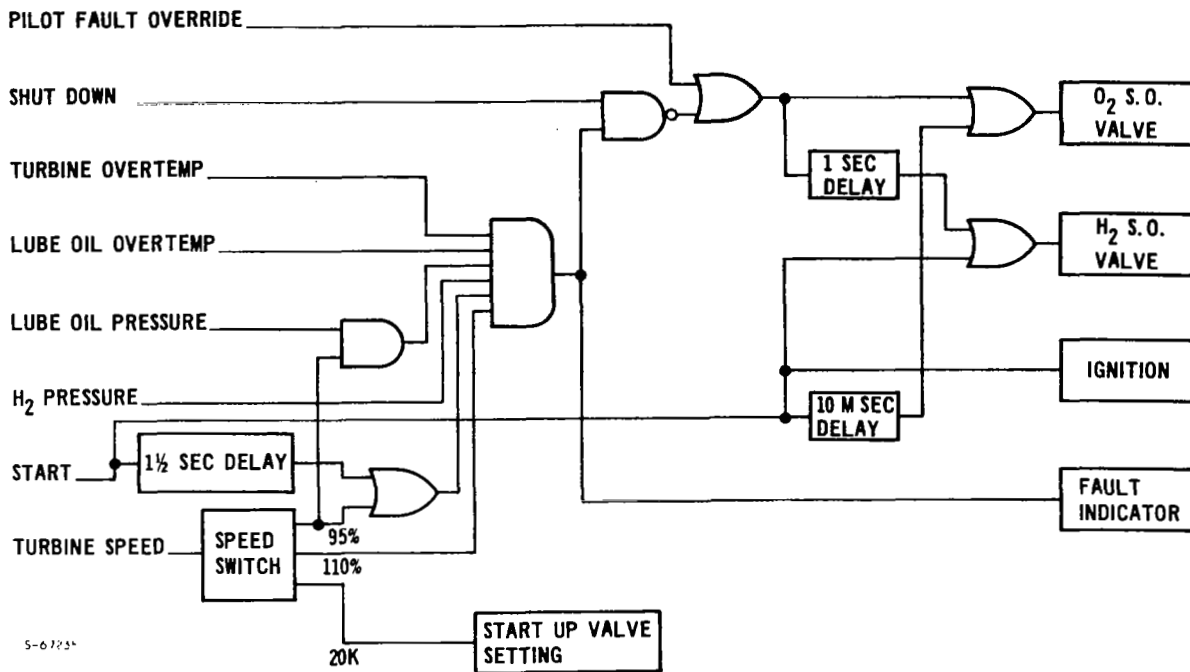 PILOT FAULT OVERRIDE
SHUT DOWN
TURBINE OVERTEMP
LUBE OIL OVERTEMP
LUBE OIL PRESSURE
H₂ PRESSURE
START
1½ SEC DELAY
TURBINE SPEED
SPEED
SWITCH
95%
110%
20K
START UP VALVE
SETTING
1 SEC
DELAY
10 M SEC
DELAY
O₂ S.O.
VALVE
H₂ S.O.
VALVE
IGNITION
FAULT
INDICATOR